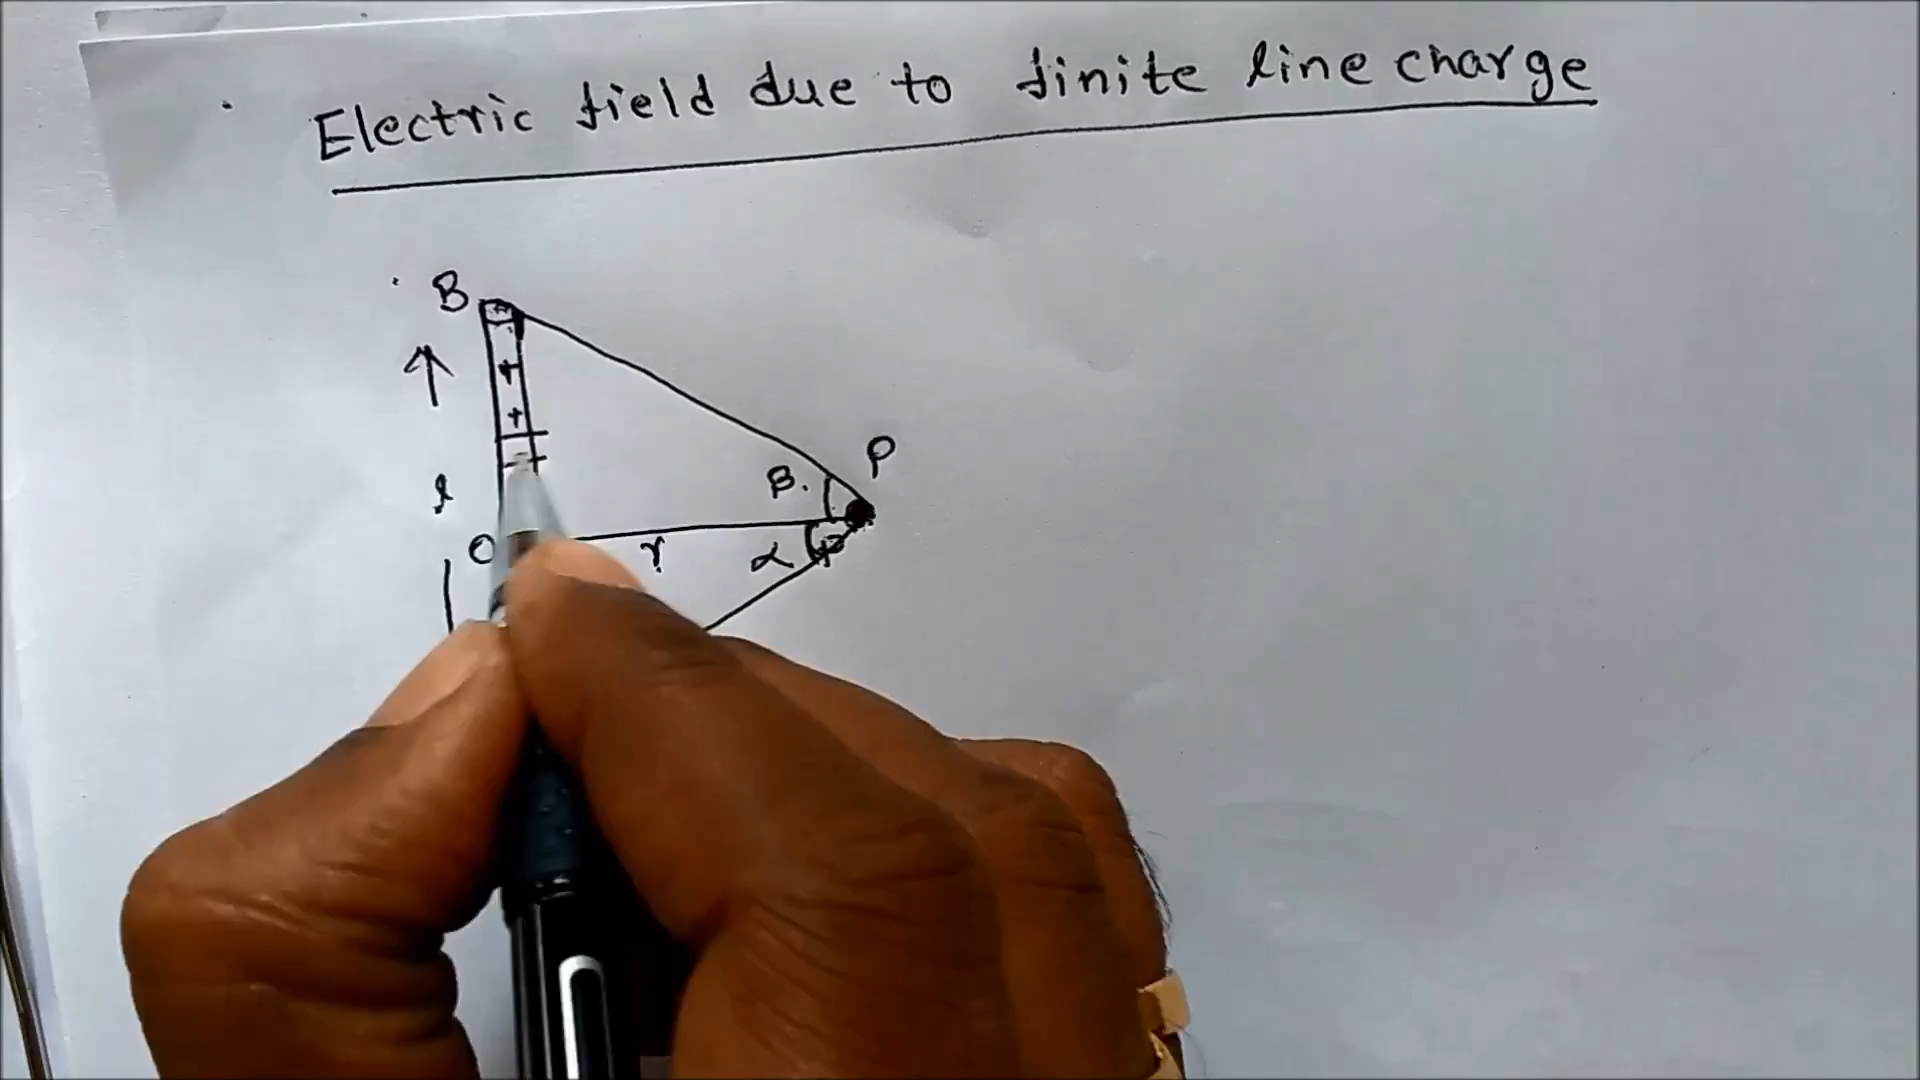 Electric field due to finite line charge
B
P
β.
l
O
r
α